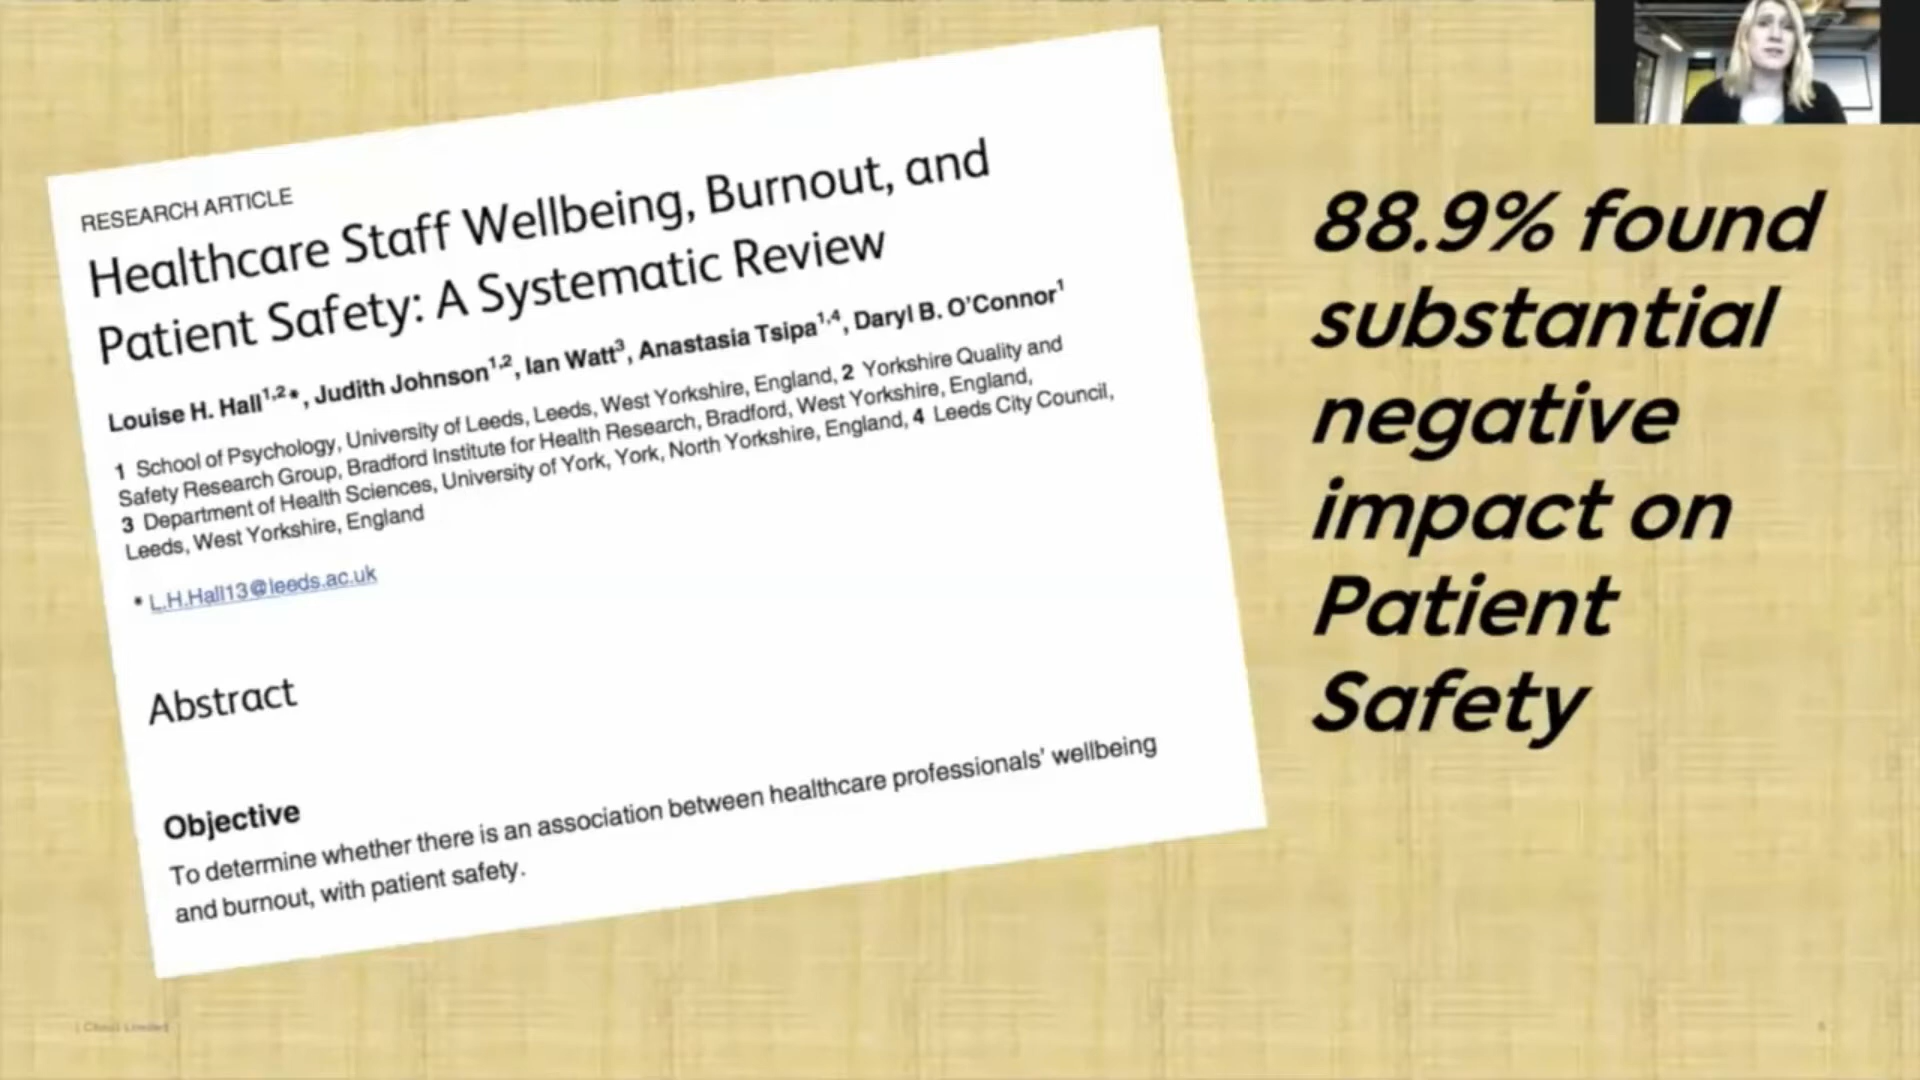 RESEARCH ARTICLE
Healthcare Staff Wellbeing, Burnout, and
Patient Safety: A Systematic Review
Louise H. Hall1,2*, Judith Johnson1,2, Ian Watt3, Anastasia Tsipa1,4, Daryl B. O'Connor1
1 School of Psychology, University of Leeds, Leeds, West Yorkshire, England, 2 Yorkshire Quality and
Safety Research Group, Bradford Institute for Health Research, Bradford, West Yorkshire, England,
3 Department of Health Sciences, University of York, York, North Yorkshire, England, 4 Leeds City Council,
Leeds, West Yorkshire, England
* L.H.Hall13@leeds.ac.uk
Abstract
Objective
To determine whether there is an association between healthcare professionals' wellbeing
and burnout, with patient safety.
88.9% found
substantial
negative
impact on
Patient
Safety